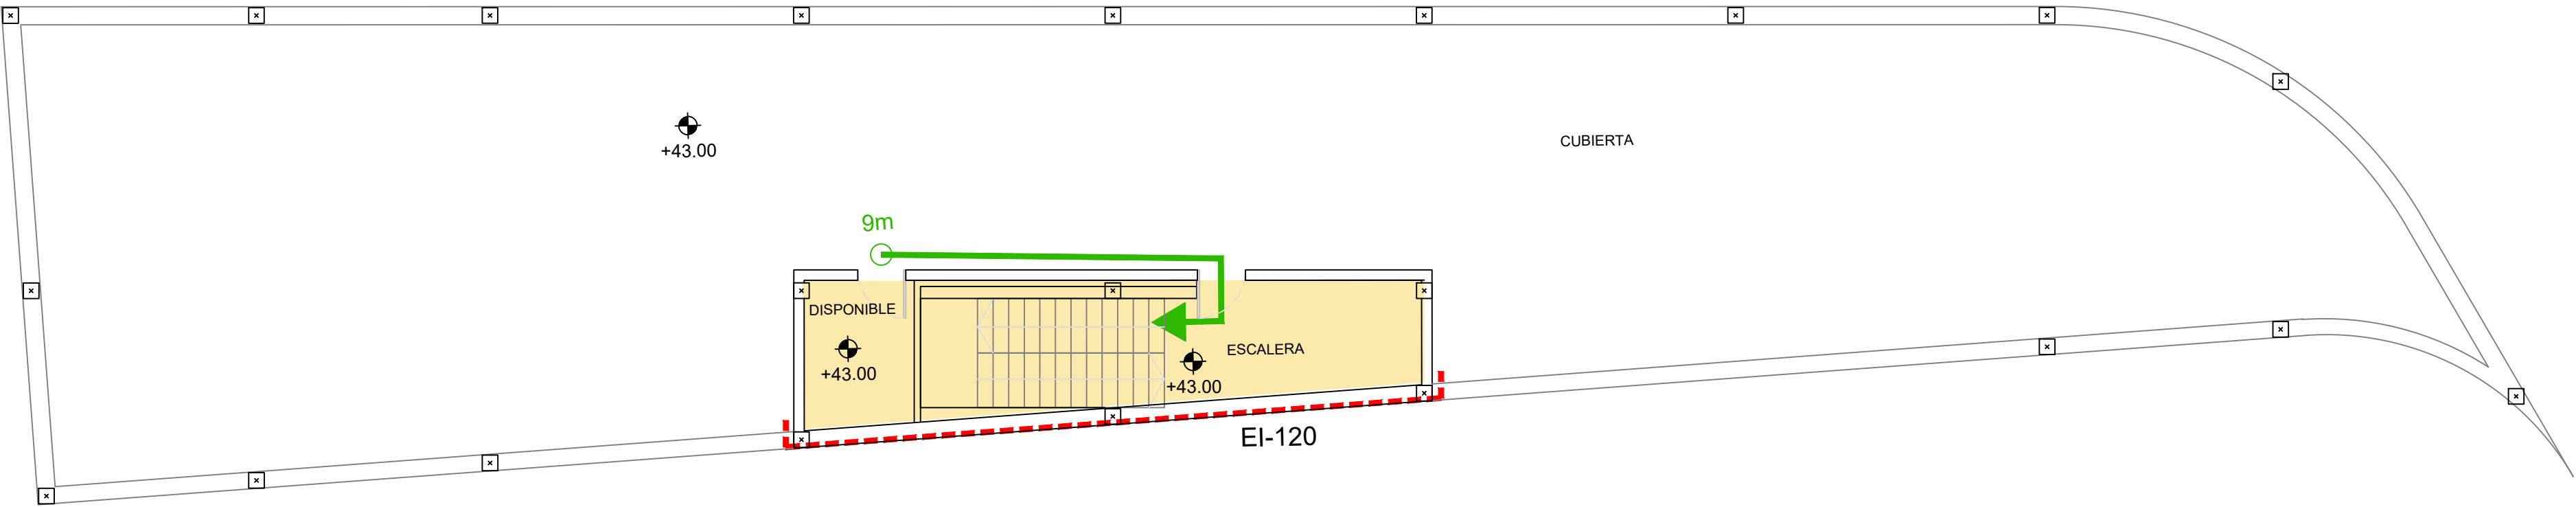 +43.00
CUBIERTA
9m
DISPONIBLE
+43.00
ESCALERA
+43.00
EI-120